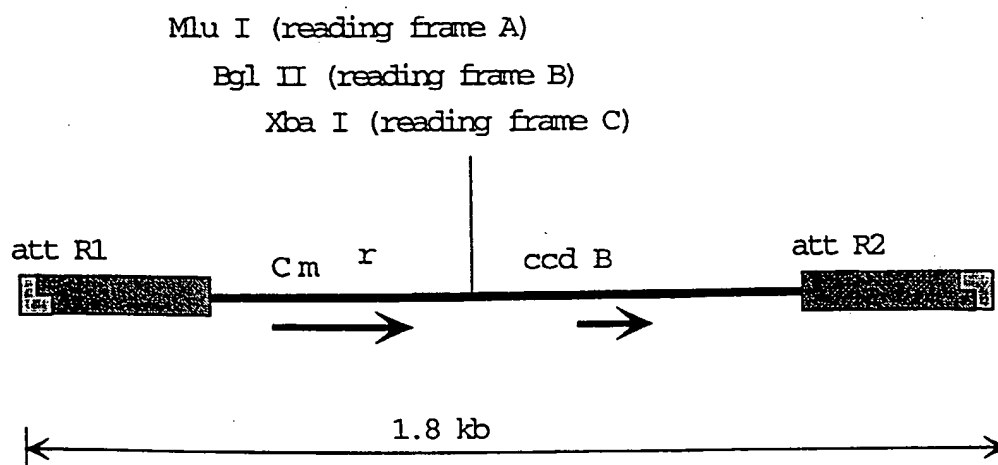 Mlu I (reading frame A)
Bgl II (reading frame B)
Xba I (reading frame C)
att R1
Cm r
ccd B
att R2
1.8 kb